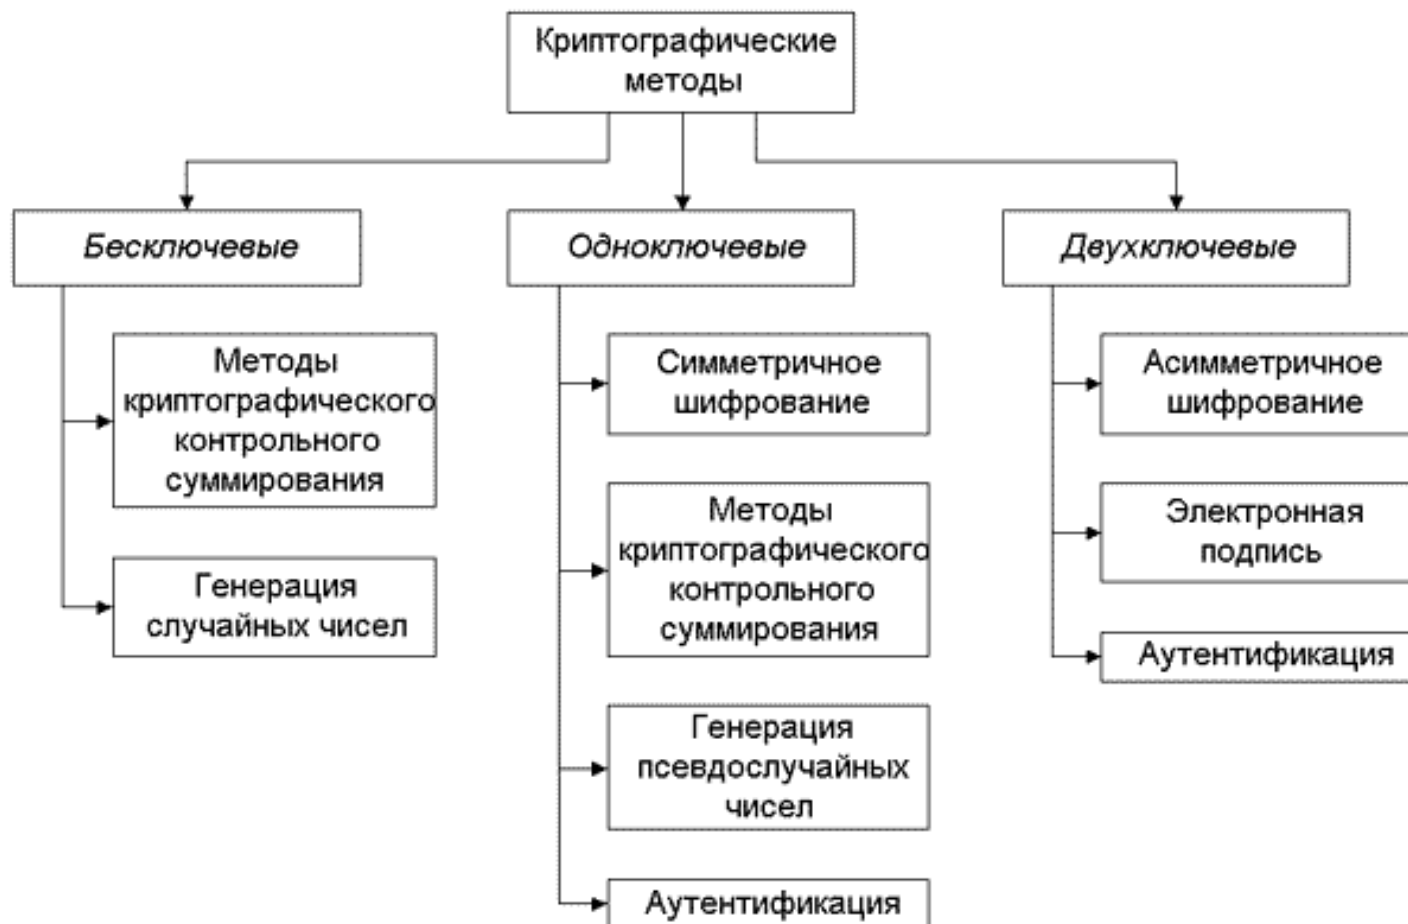 Криптографические
методы
Бесключевые
Одноключевые
Двухключевые
Методы
криптографического
контрольного
суммирования
Генерация
случайных чисел
Симметричное
шифрование
Методы
криптографического
контрольного
суммирования
Генерация
псевдослучайных
чисел
Аутентификация
Асимметричное
шифрование
Электронная
подпись
Аутентификация